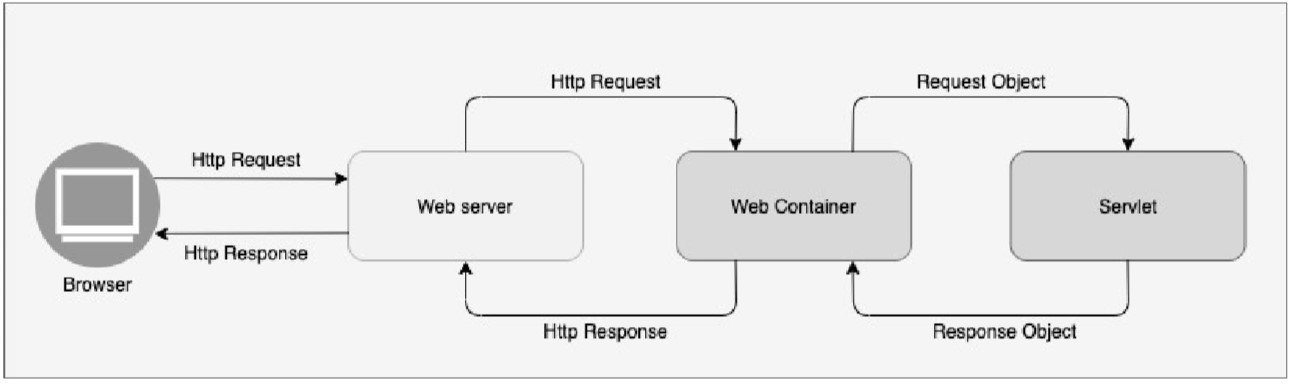 Http Request
Request Object
Http Request
Web server
Web Container
Servlet
Http Response
Browser
Http Response
Response Object